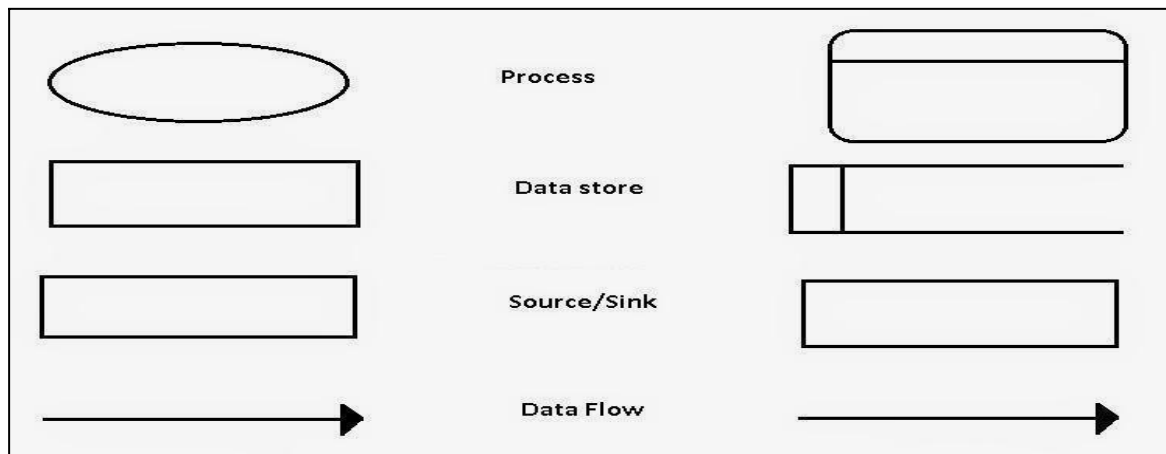 Process
Data store
Source/Sink
Data Flow